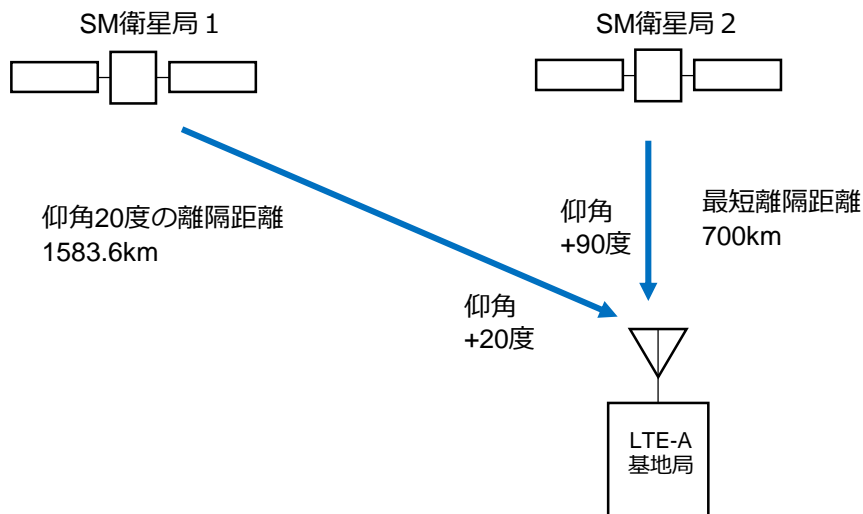 SM衛星局1
SM衛星局2
仰角20度の離隔距離
1583.6km
仰角
+90度
最短離隔距離
700km
仰角
+20度
LTE-A
基地局